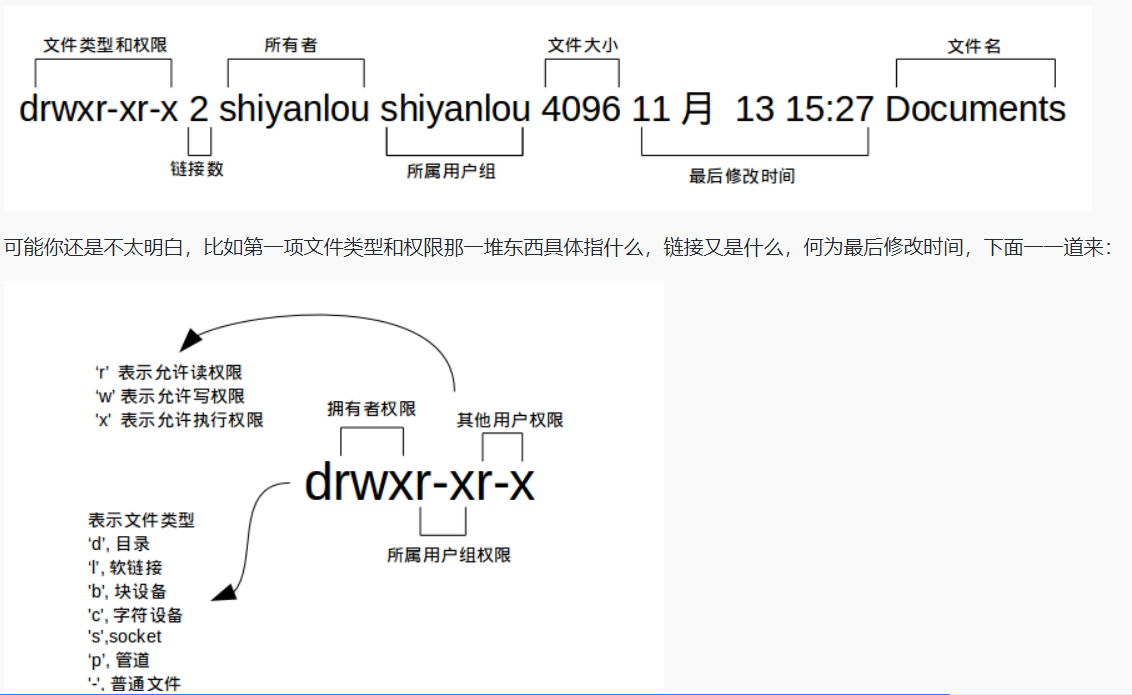 文件类型和权限 所有者 文件大小 文件名
drwxr-xr-x 2 shiyanlou shiyanlou 4096 11 月 13 15:27 Documents
链接数 所属用户组 最后修改时间
可能你还是不太明白，比如第一项文件类型和权限那一堆东西具体指什么，链接又是什么，何为最后修改时间，下面一一道来：
'r' 表示允许读权限
'w' 表示允许写权限
'x' 表示允许执行权限
拥有者权限 其他用户权限
drwxr-xr-x
所属用户组权限
表示文件类型
'd', 目录
'l', 软链接
'b', 块设备
'c', 字符设备
's',socket
'p', 管道
'-', 普通文件